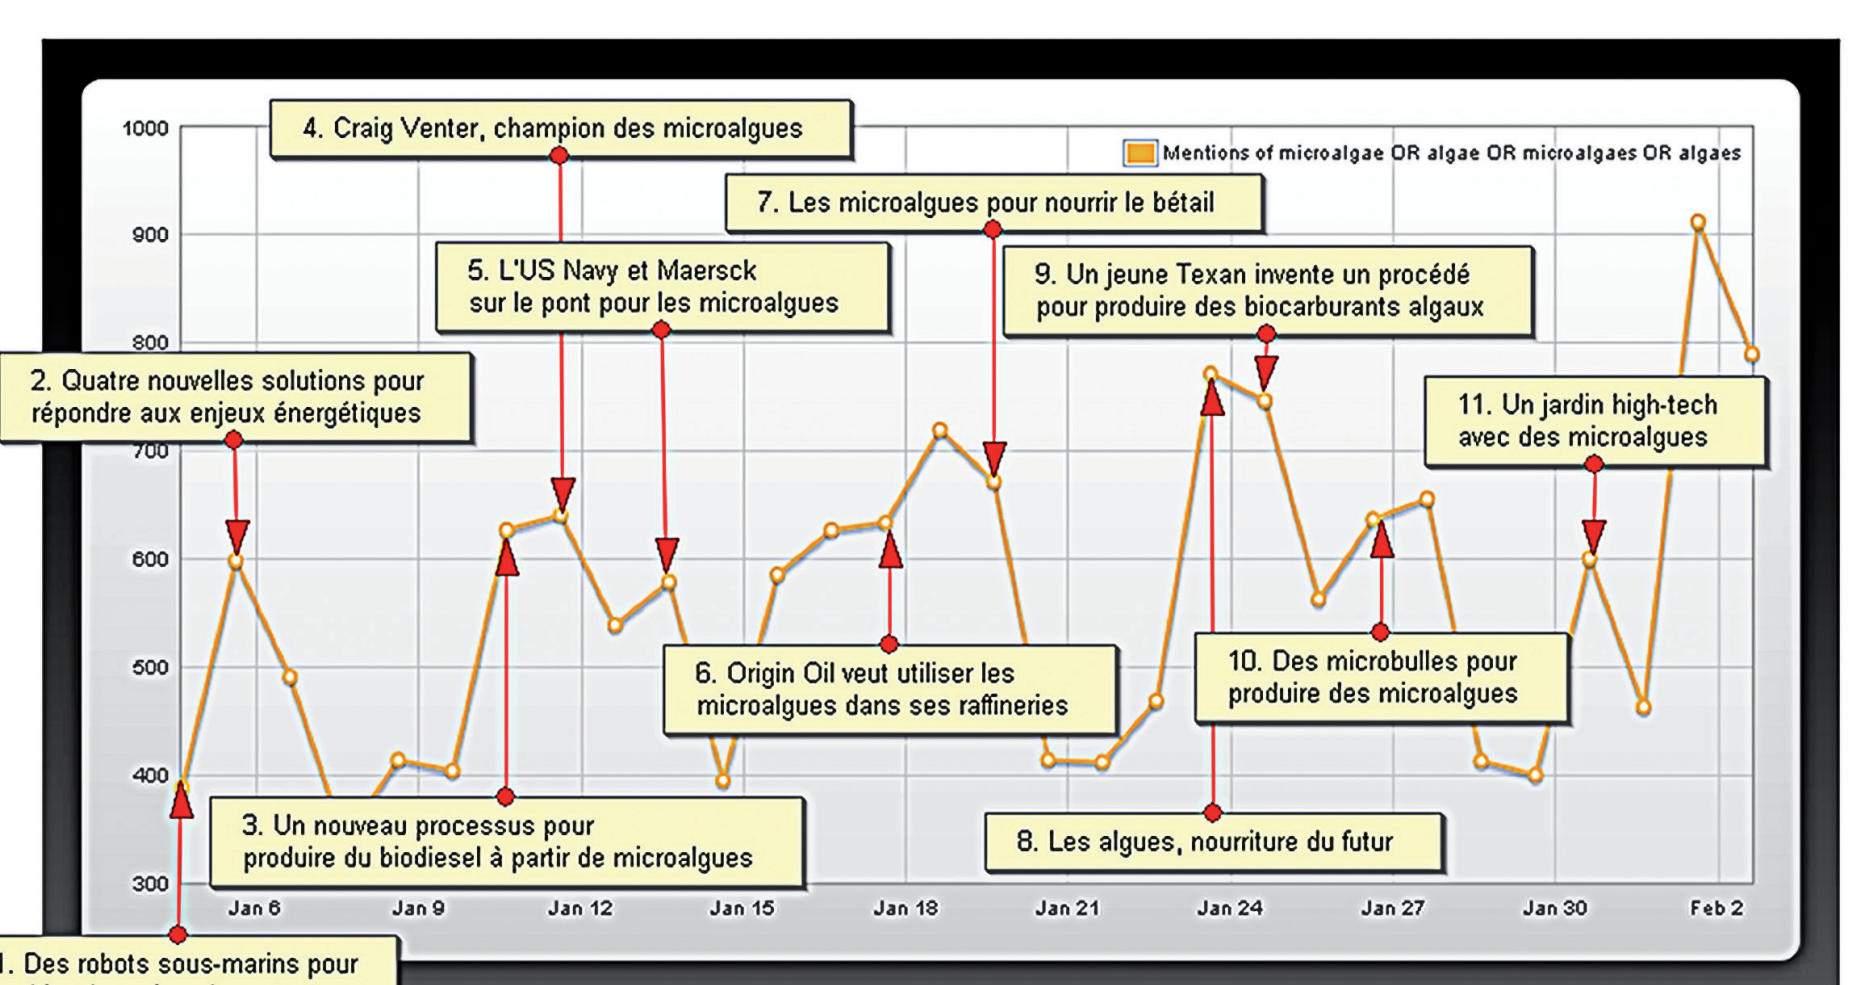 4. Craig Venter, champion des microalgues
1000
Mentions of microalgae OR algae OR microalgaes OR algaes
7. Les microalgues pour nourrir le bétail
900
5. L'US Navy et Maersck
sur le pont pour les microalgues
9. Un jeune Texan invente un procédé
pour produire des biocarburants algaux
800
2. Quatre nouvelles solutions pour
répondre aux enjeux énergétiques
11. Un jardin high-tech
avec des microalgues
700
600
500
6. Origin Oil veut utiliser les
microalgues dans ses raffineries
10. Des microbulles pour
produire des microalgues
400
3. Un nouveau processus pour
produire du biodiesel à partir de microalgues
8. Les algues, nourriture du futur
300
Jan 6 Jan 9 Jan 12 Jan 15 Jan 18 Jan 21 Jan 24 Jan 27 Jan 30 Feb 2
1. Des robots sous-marins pour